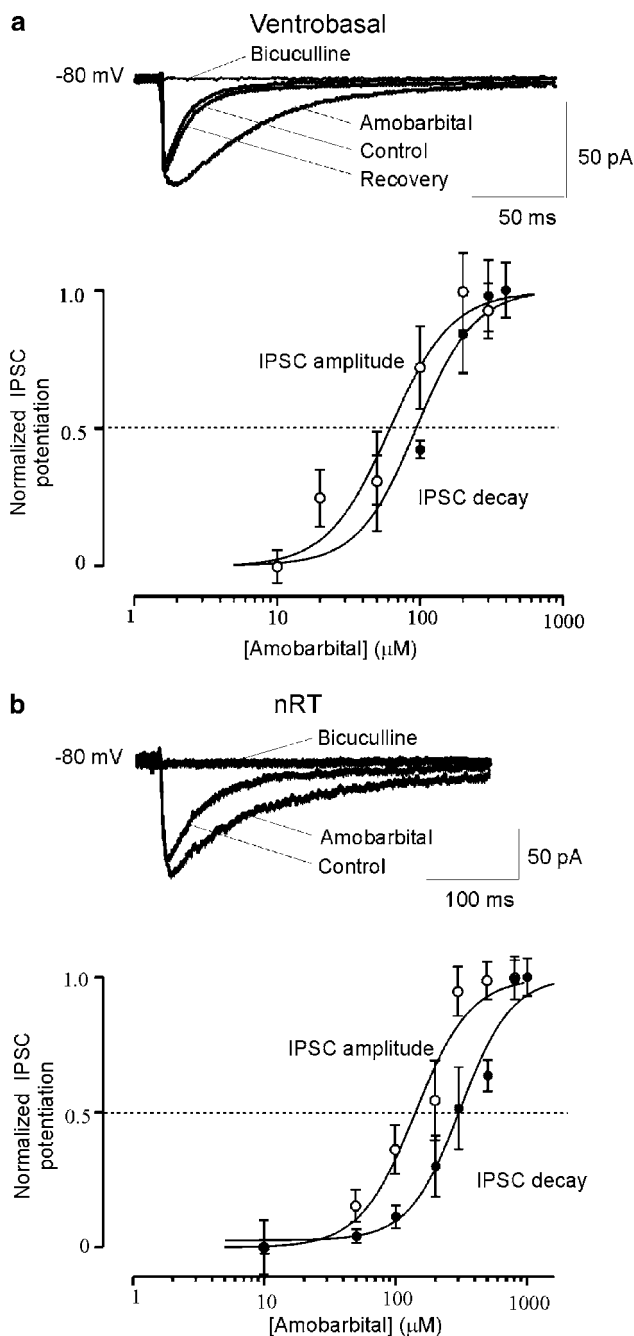 a
Ventrobasal
Bicuculline
-80 mV
Amobarbital
Control
Recovery
50 pA
50 ms
1.0
IPSC amplitude
0.5
Normalized IPSC
potentiation
IPSC decay
0
1 10 100 1000
[Amobarbital] (μM)
b
nRT
Bicuculline
-80 mV
Amobarbital
Control
50 pA
100 ms
1.0
IPSC amplitude
0.5
Normalized IPSC
potentiation
IPSC decay
0
1 10 100 1000
[Amobarbital] (μM)